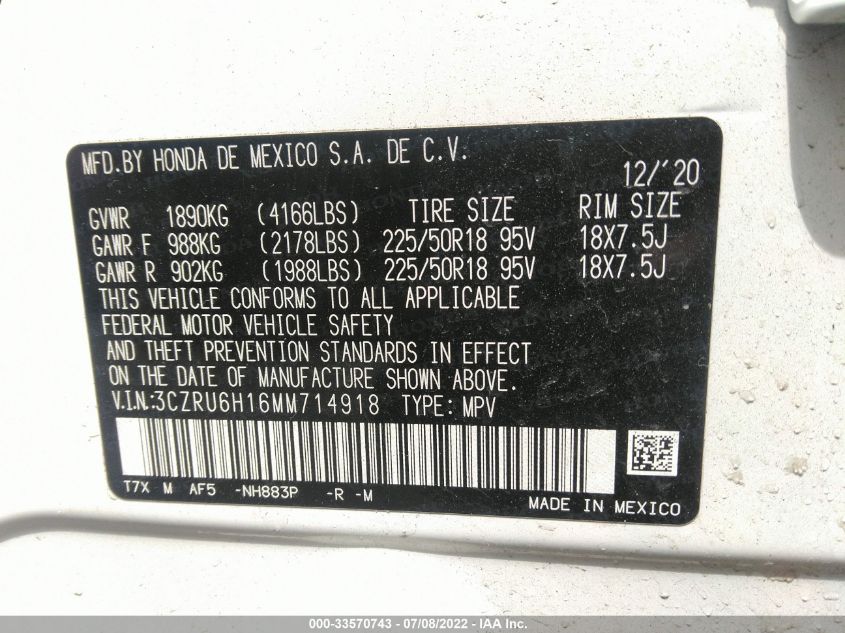 MFD.BY HONDA DE MEXICO S.A. DE C.V.
12/'20
GVWR 1890KG (4166LBS) TIRE SIZE RIM SIZE
GAWR F 988KG (2178LBS) 225/50R18 95V 18X7.5J
GAWR R 902KG (1988LBS) 225/50R18 95V 18X7.5J
THIS VEHICLE CONFORMS TO ALL APPLICABLE
FEDERAL MOTOR VEHICLE SAFETY
AND THEFT PREVENTION STANDARDS IN EFFECT
ON THE DATE OF MANUFACTURE SHOWN ABOVE.
V.I.N:3CZRU6H16MM714918 TYPE: MPV
T7X M AF5 -NH883P -R -M
MADE IN MEXICO
000-33570743 - 07/08/2022 - IAA Inc.